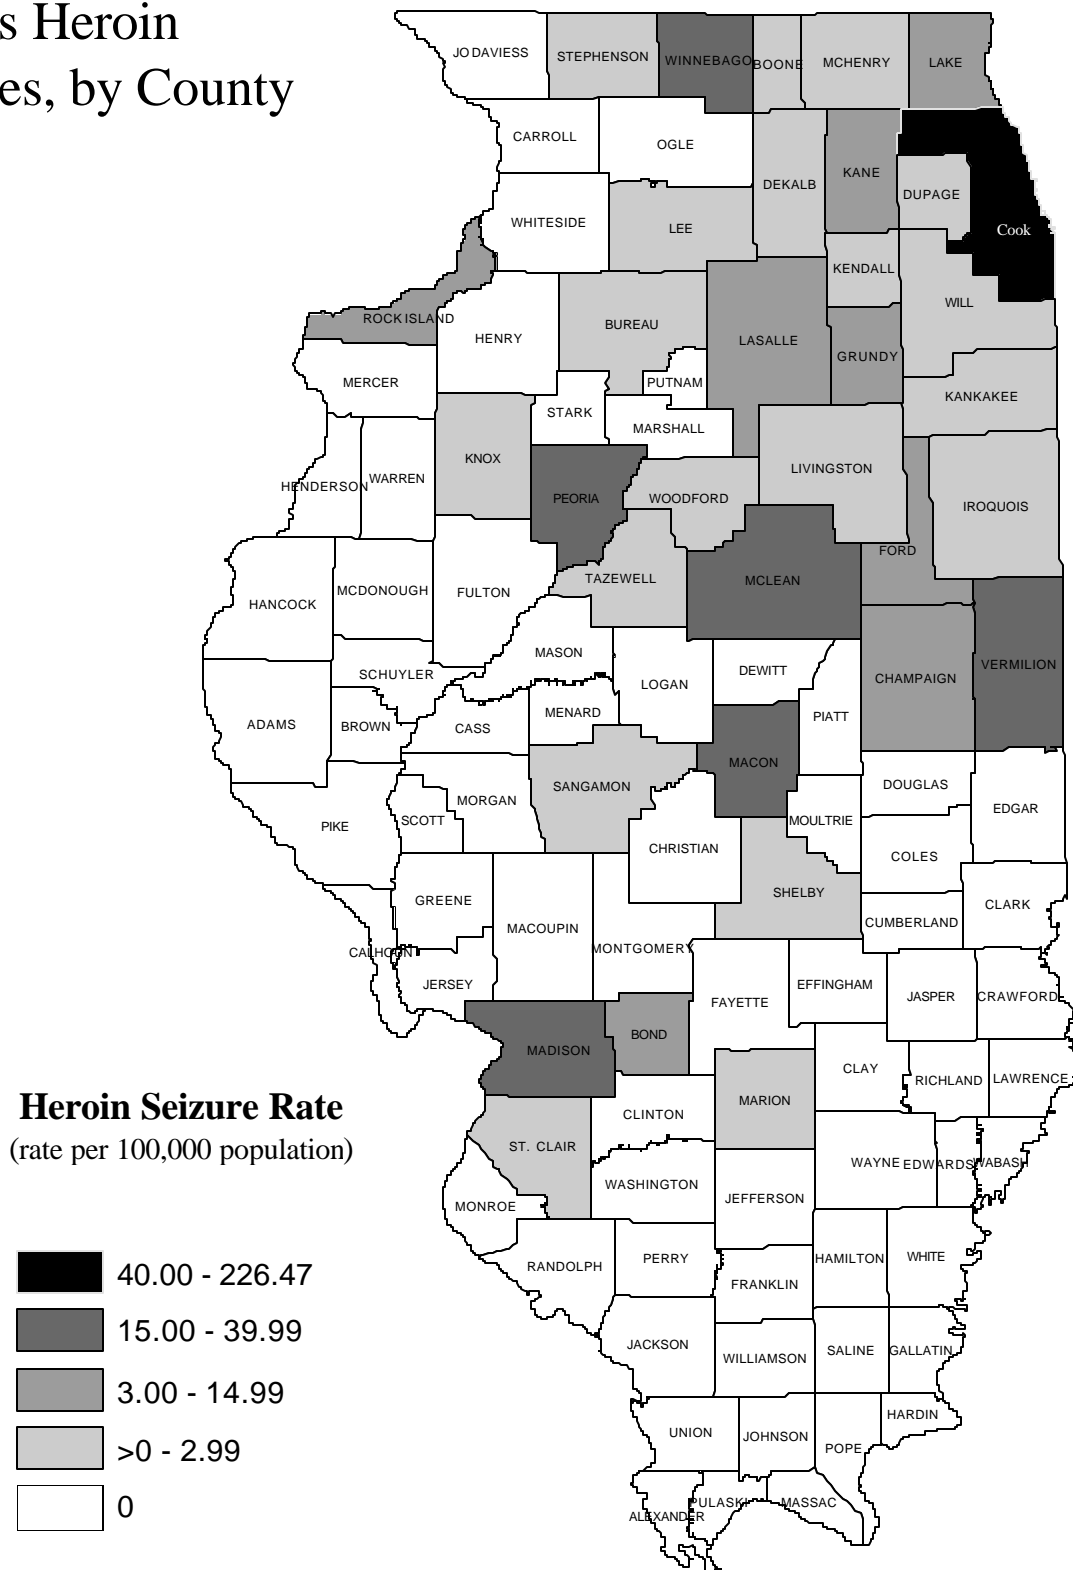 s Heroin
es, by County
JO DAVIESS
STEPHENSON
WINNEBAGO
BOONE
MCHENRY
LAKE
CARROLL
OGLE
DEKALB
KANE
DUPAGE
Cook
WHITESIDE
LEE
KENDALL
WILL
ROCK ISLAND
HENRY
BUREAU
LASALLE
GRUNDY
MERCER
PUTNAM
KANKAKEE
STARK
MARSHALL
KNOX
LIVINGSTON
HENDERSON
WARREN
PEORIA
WOODFORD
IROQUOIS
FORD
TAZEWELL
MCLEAN
HANCOCK
MCDONOUGH
FULTON
MASON
SCHUYLER
LOGAN
DEWITT
CHAMPAIGN
VERMILION
ADAMS
BROWN
CASS
MENARD
PIATT
MACON
SANGAMON
DOUGLAS
EDGAR
MORGAN
SCOTT
PIKE
MOULTRIE
CHRISTIAN
COLES
SHELBY
GREENE
CLARK
CUMBERLAND
MACOUPIN
MONTGOMERY
CALHOUN
JERSEY
EFFINGHAM
FAYETTE
JASPER
CRAWFORD
BOND
MADISON
CLAY
RICHLAND
LAWRENCE
MARION
CLINTON
ST. CLAIR
WAYNE
EDWARDS
WABASH
WASHINGTON
JEFFERSON
MONROE
PERRY
HAMILTON
WHITE
RANDOLPH
FRANKLIN
JACKSON
WILLIAMSON
SALINE
GALLATIN
HARDIN
UNION
JOHNSON
POPE
PULASKI
MASSAC
ALEXANDER
Heroin Seizure Rate
(rate per 100,000 population)
40.00 - 226.47
15.00 - 39.99
3.00 - 14.99
>0 - 2.99
0